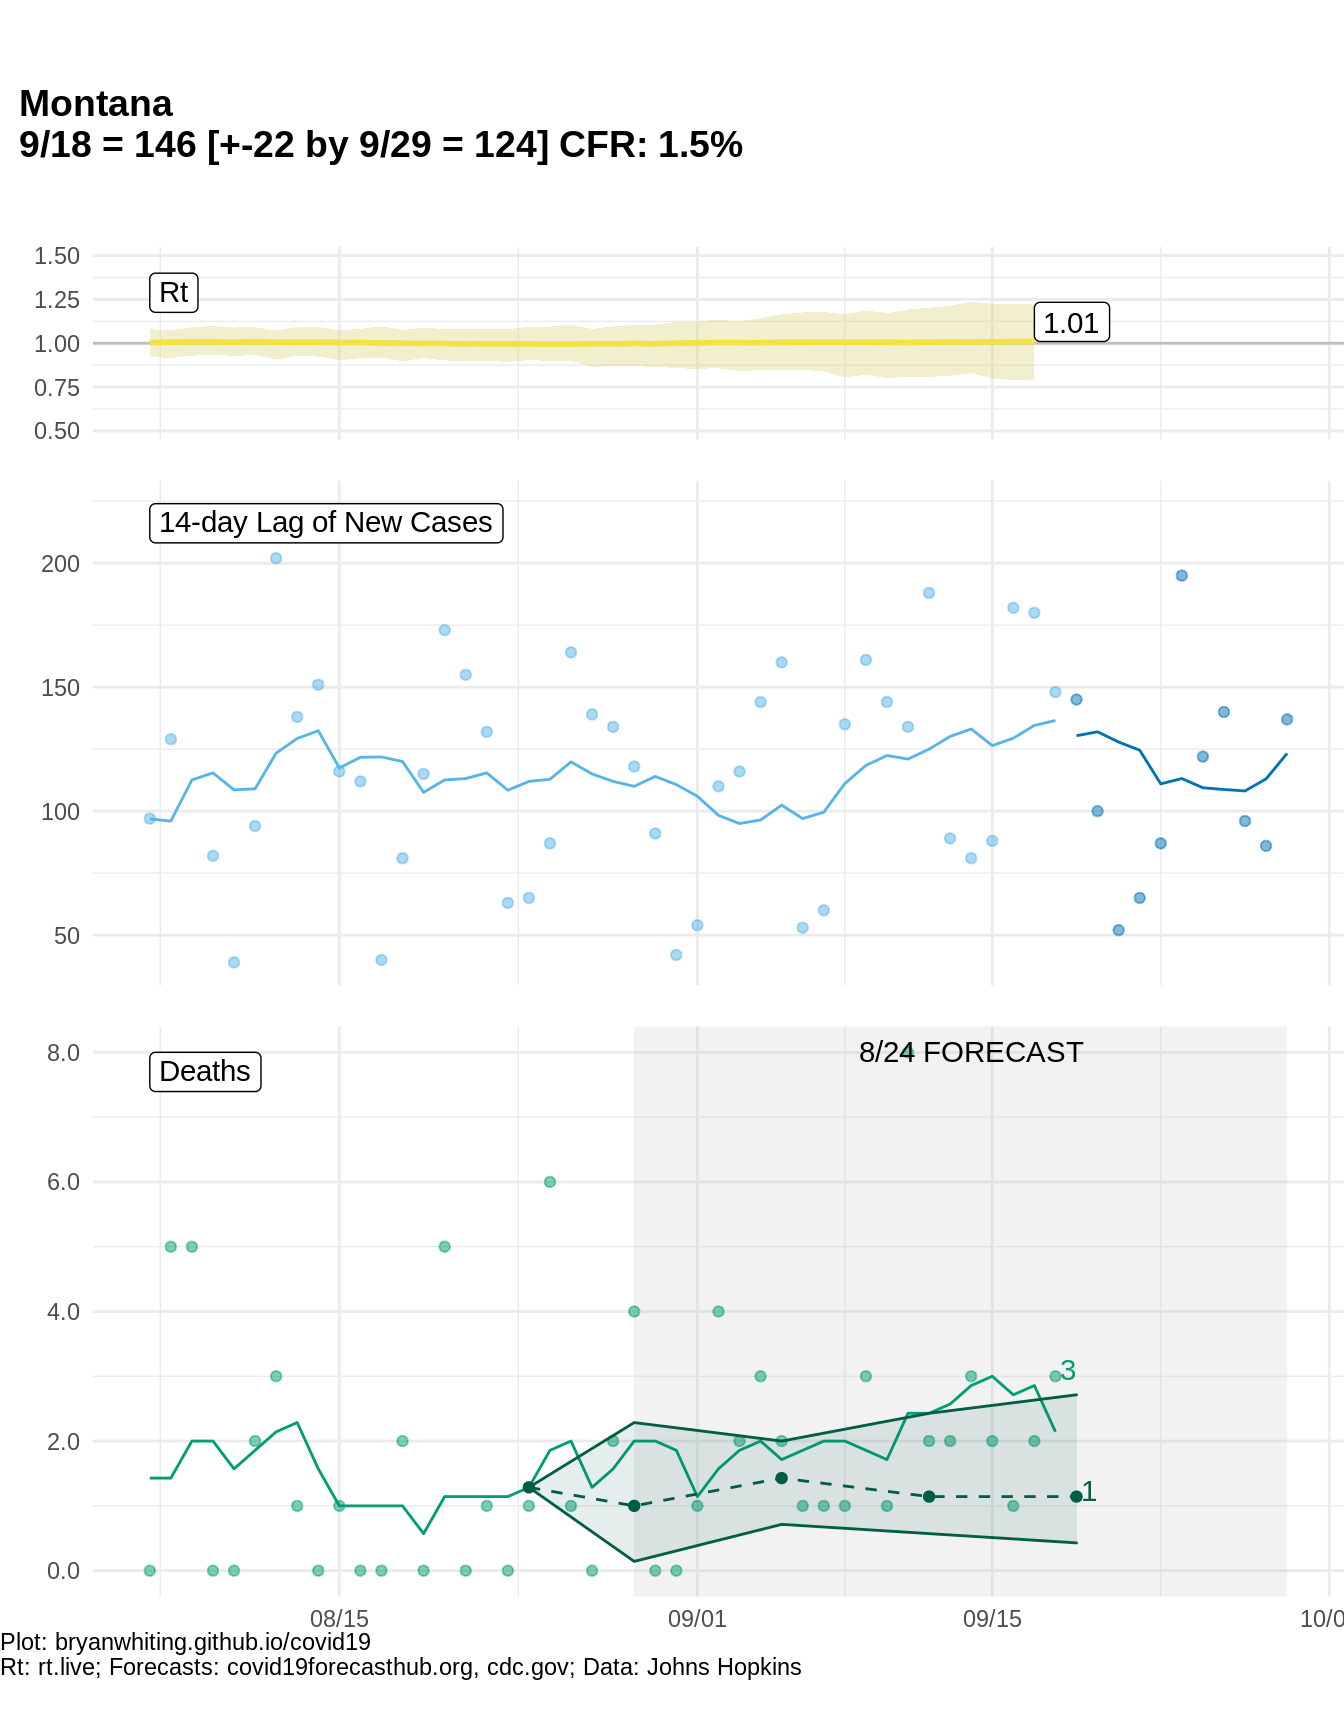 Montana
9/18 = 146 [+-22 by 9/29 = 124] CFR: 1.5%
1.50
Rt
1.25
1.01
1.00
0.75
0.50
14-day Lag of New Cases
200
150
100
50
8/24 FORECAST
8.0
Deaths
6.0
4.0
3
2.0
1
0.0
08/15 09/01 09/15 10/0
Plot: bryanwhiting.github.io/covid19
Rt: rt.live; Forecasts: covid19forecasthub.org, cdc.gov; Data: Johns Hopkins